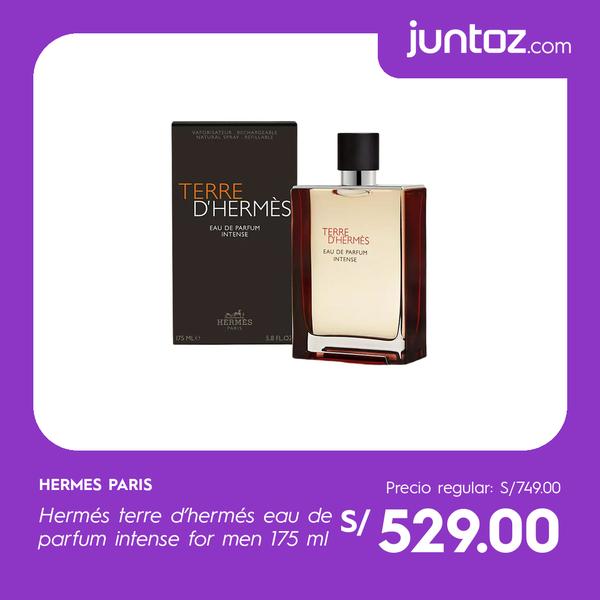 juntoz.com
VAPORISATEUR · RECHARGEABLE
NATURAL SPRAY · REFILLABLE
TERRE
D'HERMÈS
EAU DE PARFUM
INTENSE
HERMÈS
PARIS
175 ML℮ 5.8 FL.OZ
TERRE
D'HERMÈS
EAU DE PARFUM
INTENSE
HERMES PARIS
Hermés terre d'hermés eau de
parfum intense for men 175 ml
Precio regular: S/749.00
S/ 529.00